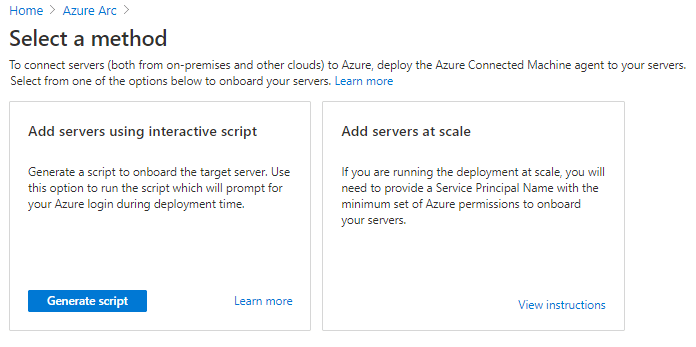 Home > Azure Arc >
Select a method
To connect servers (both from on-premises and other clouds) to Azure, deploy the Azure Connected Machine agent to your servers.
Select from one of the options below to onboard your servers. Learn more
Add servers using interactive script
Generate a script to onboard the target server. Use
this option to run the script which will prompt for
your Azure login during deployment time.
Generate script
Learn more
Add servers at scale
If you are running the deployment at scale, you will
need to provide a Service Principal Name with the
minimum set of Azure permissions to onboard
your servers.
View instructions